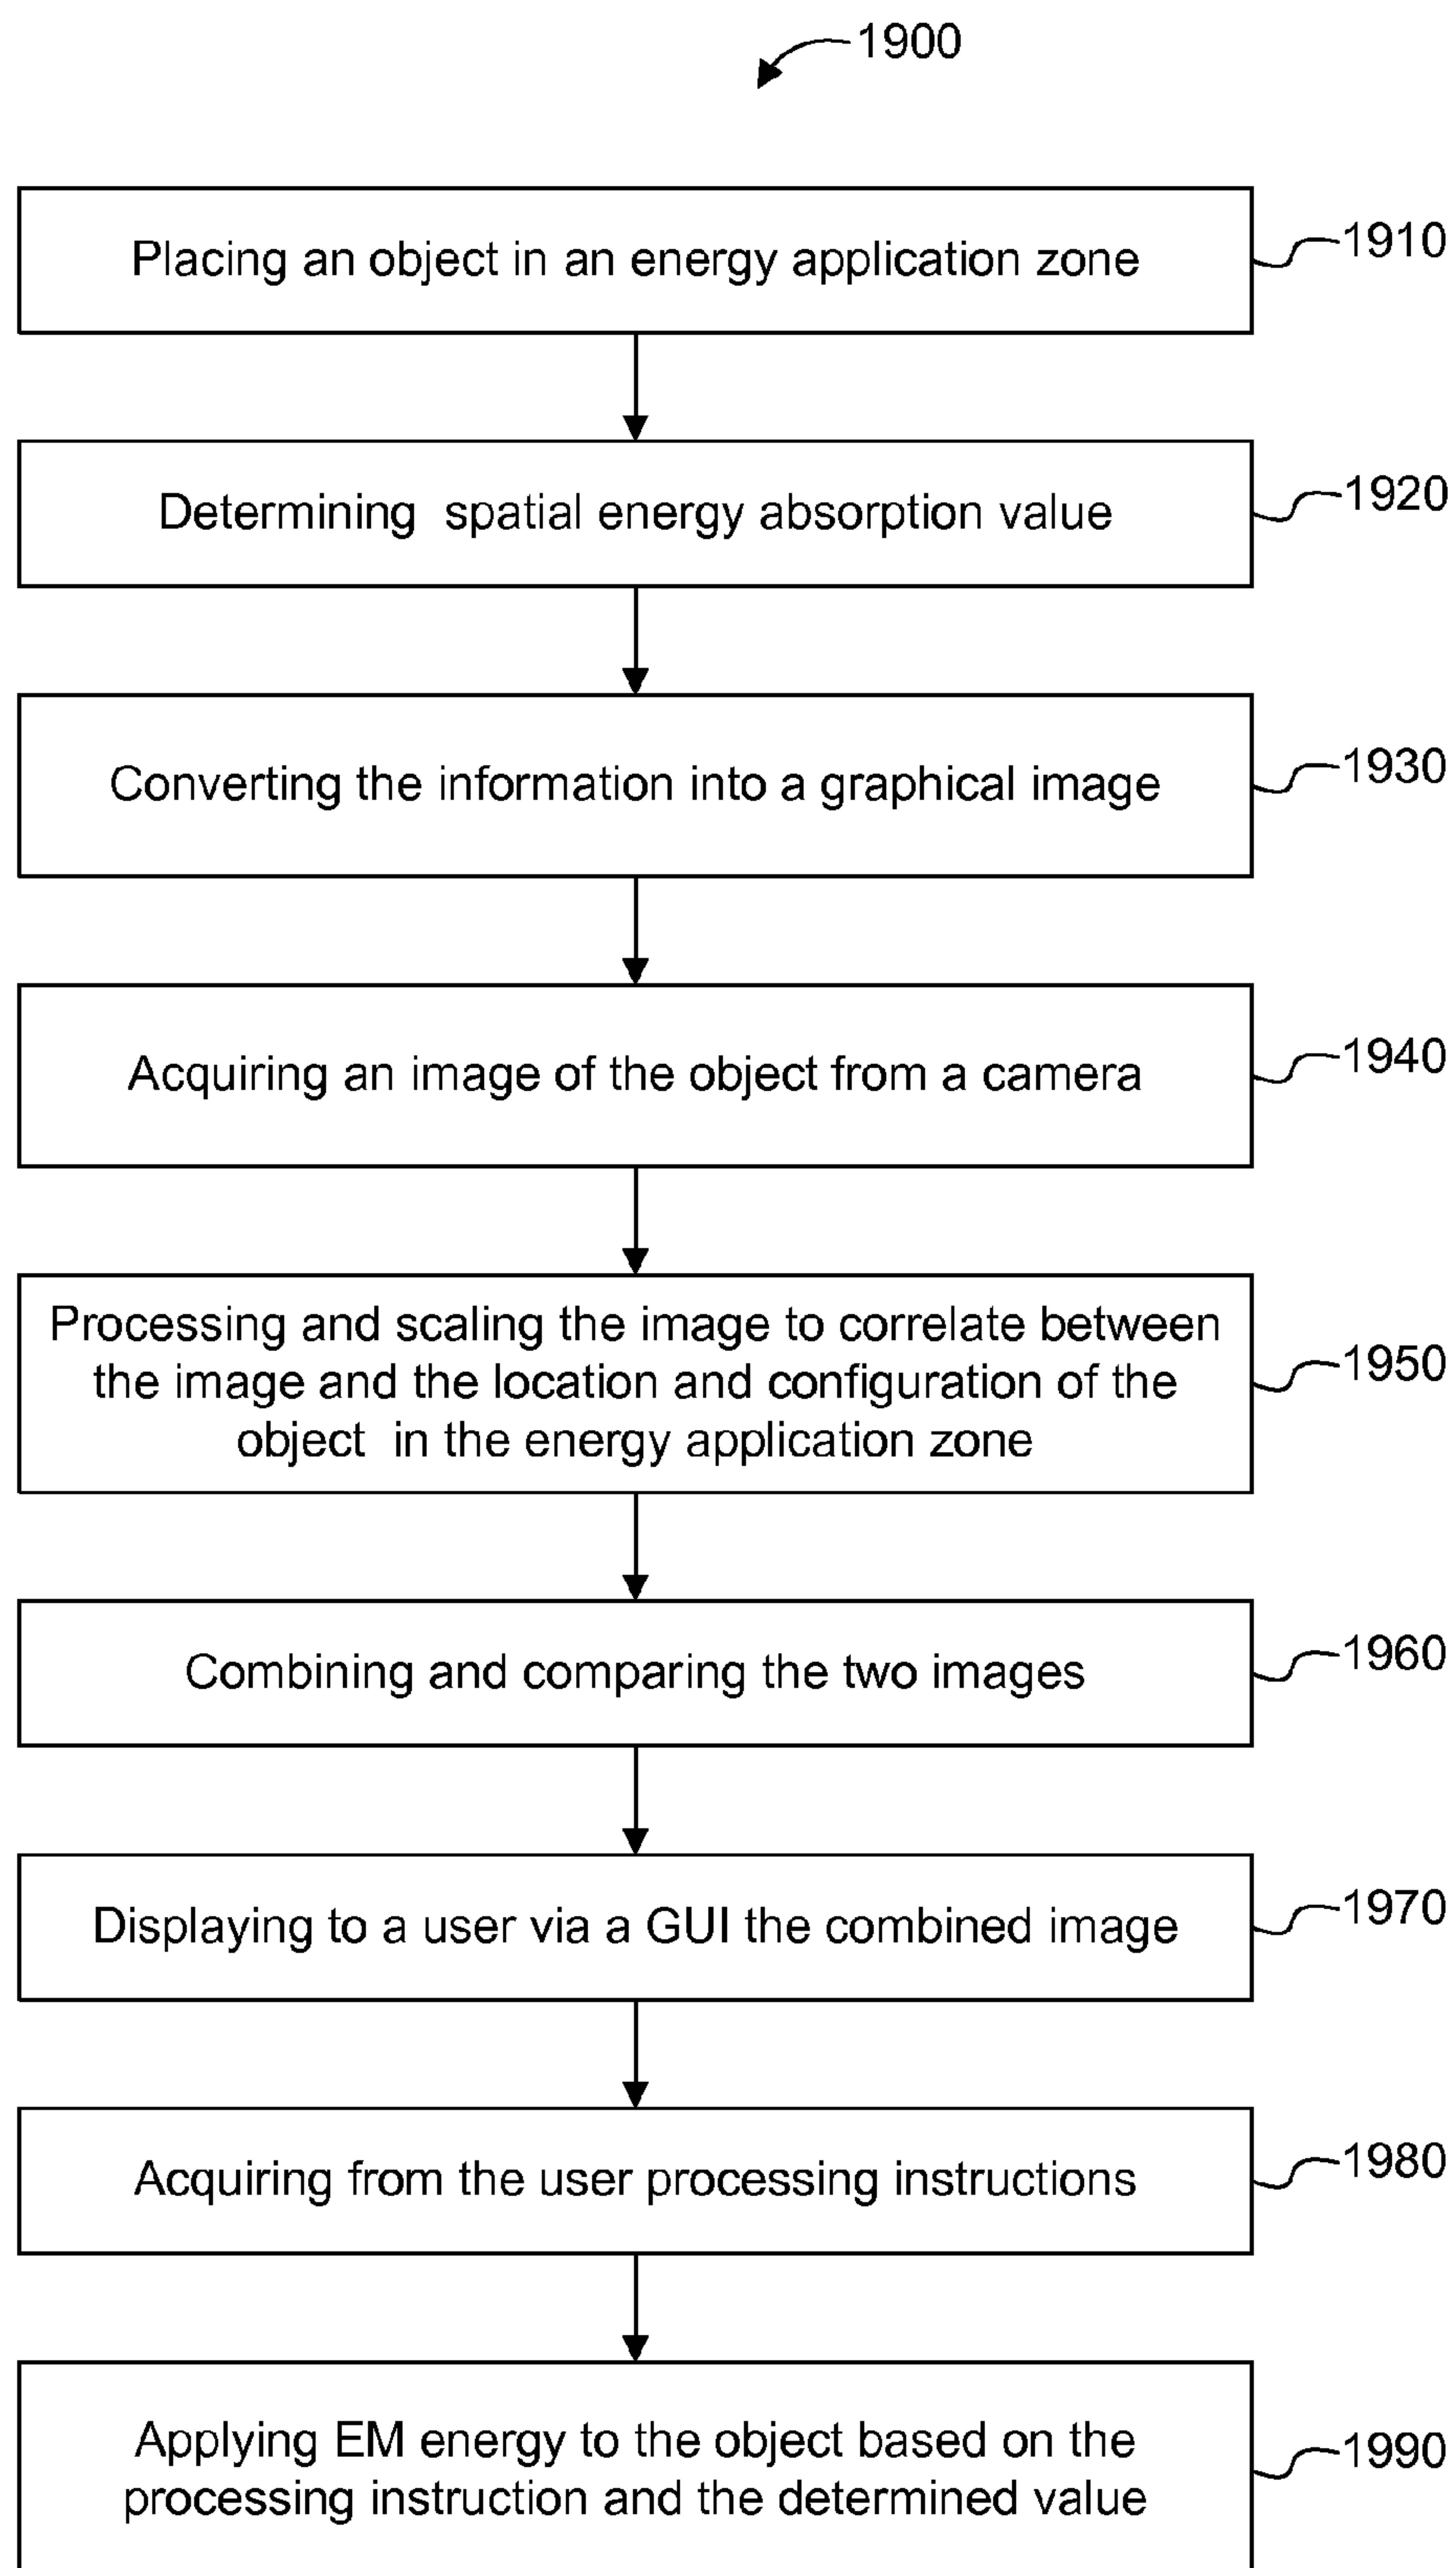 1900
Placing an object in an energy application zone
1910
Determining spatial energy absorption value
1920
Converting the information into a graphical image
1930
Acquiring an image of the object from a camera
1940
Processing and scaling the image to correlate between
the image and the location and configuration of the
object in the energy application zone
1950
Combining and comparing the two images
1960
Displaying to a user via a GUI the combined image
1970
Acquiring from the user processing instructions
1980
Applying EM energy to the object based on the
processing instruction and the determined value
1990